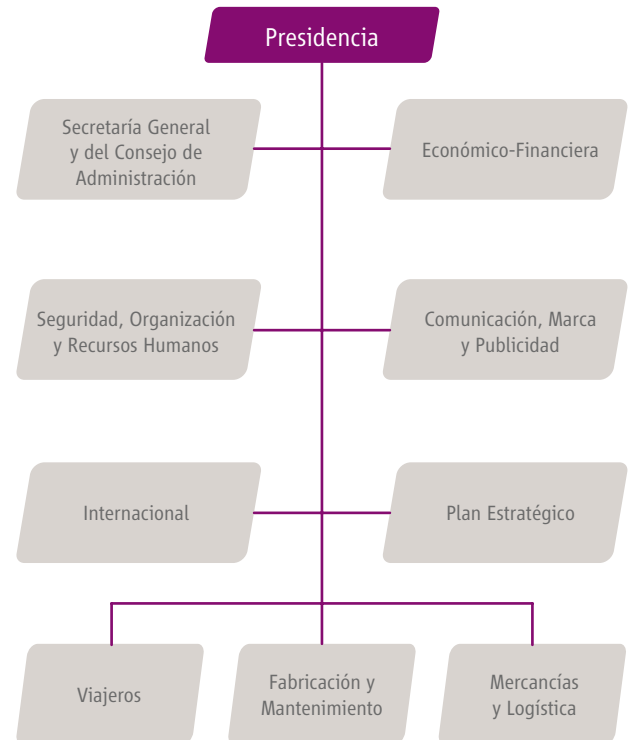 Presidencia
Secretaría General
y del Consejo de
Administración
Económico-Financiera
Seguridad, Organización
y Recursos Humanos
Comunicación, Marca
y Publicidad
Internacional
Plan Estratégico
Viajeros
Fabricación y
Mantenimiento
Mercancías
y Logística